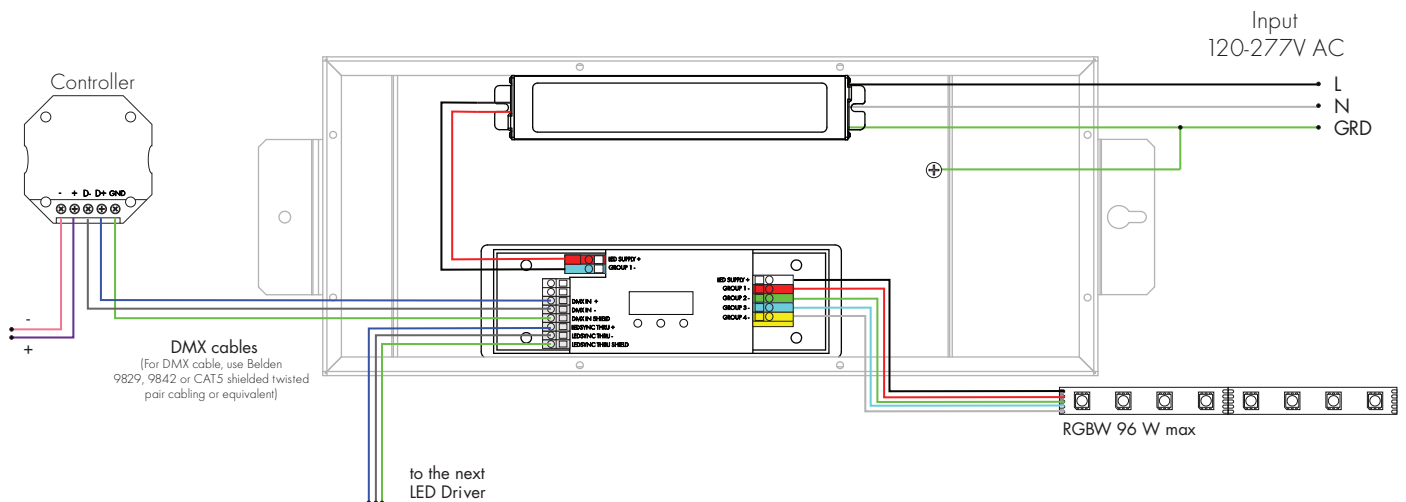 Input
120-277V AC
Controller
L
N
GRD
- + D- D+ GND
LED SUPPLY +
GROUP 1 -
LED SUPPLY +
GROUP 1 -
GROUP 2 -
GROUP 3 -
GROUP 4 -
DMX IN +
DMX IN -
DMX IN SHIELD
LEDSYNC THRU +
LEDSYNC THRU -
LEDSYNC THRU SHIELD
-
+
DMX cables
(For DMX cable, use Belden
9829, 9842 or CAT5 shielded twisted
pair cabling or equivalent)
RGBW 96 W max
to the next
LED Driver